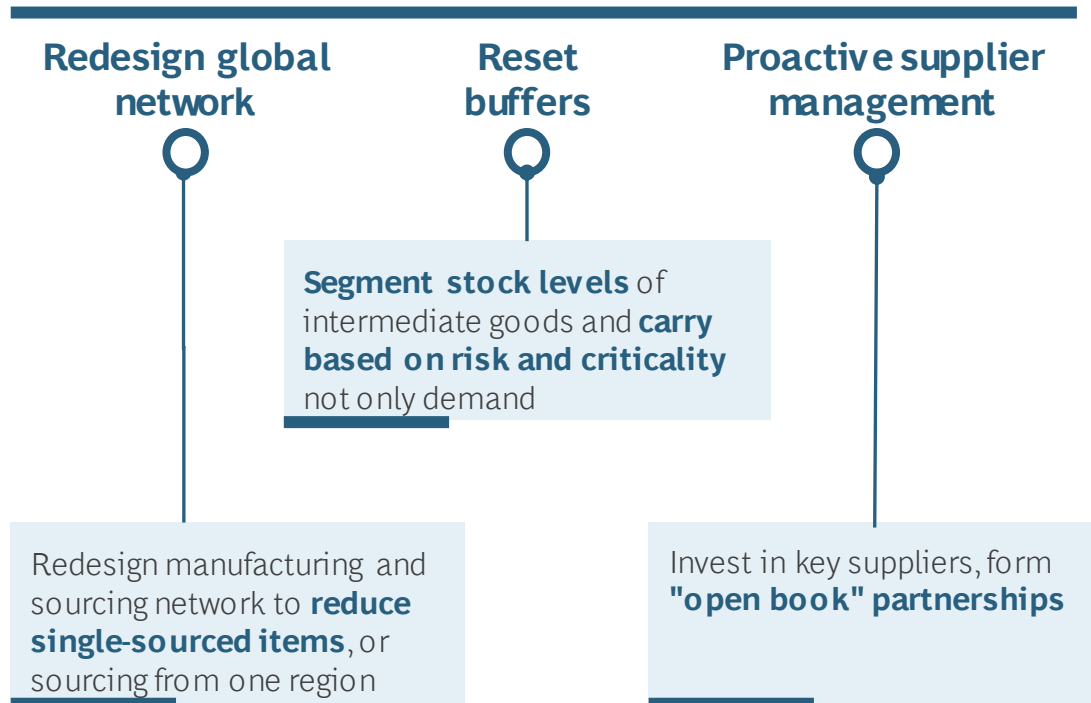 Redesign global
network
Reset
buffers
Proactive supplier
management
Segment stock levels of
intermediate goods and carry
based on risk and criticality
not only demand
Redesign manufacturing and
sourcing network to reduce
single-sourced items, or
sourcing from one region
Invest in key suppliers, form
"open book" partnerships